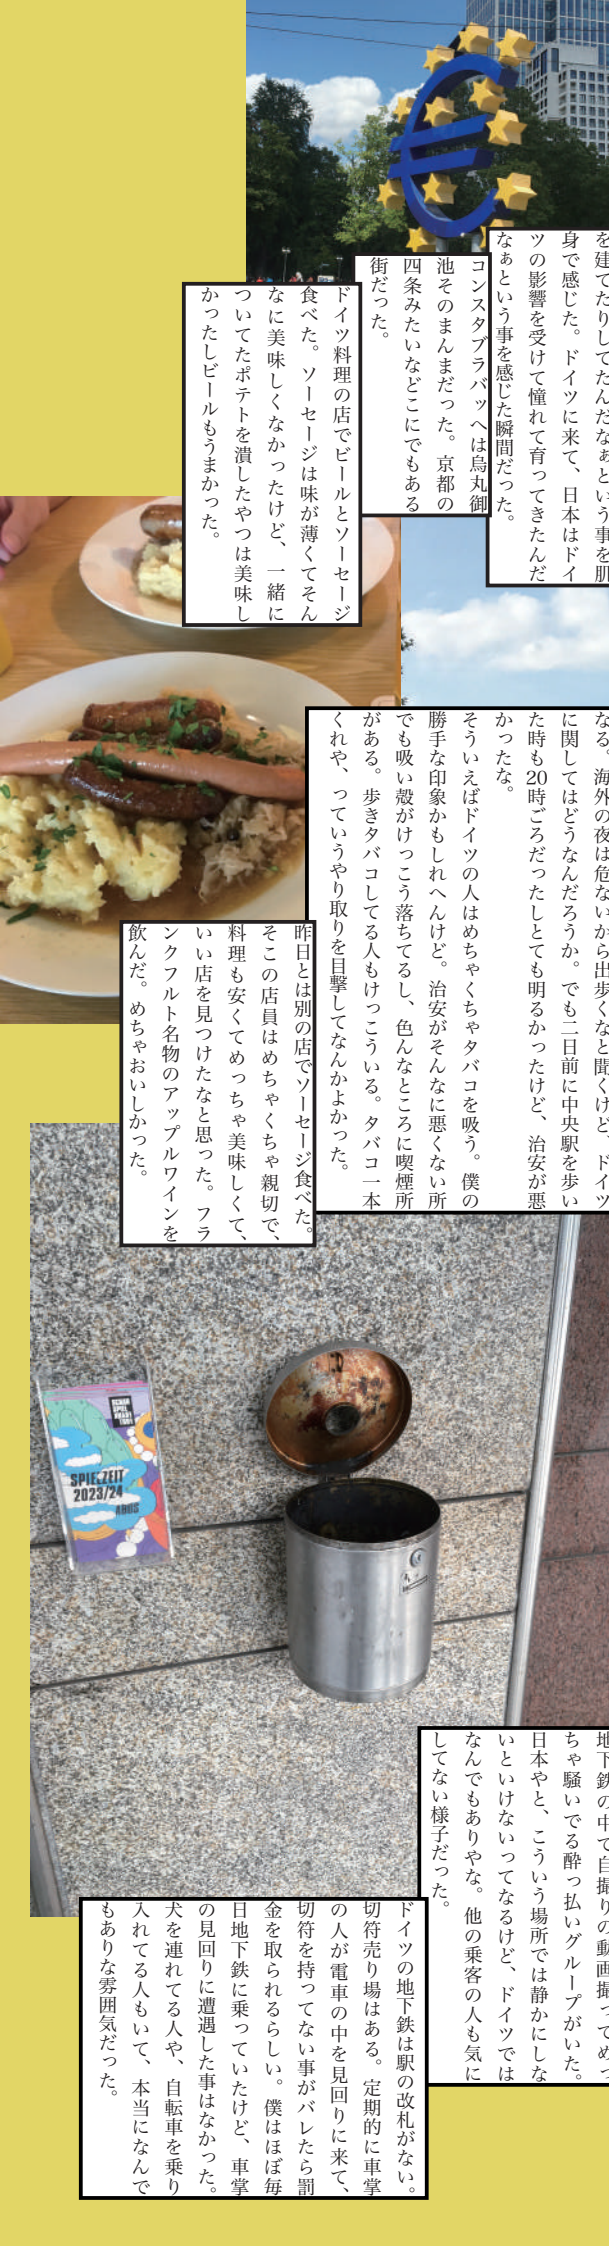 を建てたりしてたんだなぁという事を肌
身で感じた。ドイツに来て、日本はドイ
ツの影響を受けて憧れて育ってきたんだ
なぁという事を感じた瞬間だった。
コンスタブラバッヘは烏丸御
池そのまんまだった。京都の
四条みたいなどこにでもある
街だった。
ドイツ料理の店でビールとソーセージ
食べた。ソーセージは味が薄くてそん
なに美味しくなかったけど、一緒に
ついてたポテトを潰したやつは美味し
かったしビールもうまかった。
なる。海外の夜は危ないから出歩くなと聞くけど、ドイツ
に関してはどうなんだろうか。でも二日前に中央駅を歩い
た時も20時ごろだったしとても明るかったけど、治安が悪
かったな。
そういえばドイツの人はめちゃくちゃタバコを吸う。僕の
勝手な印象かもしれへんけど。治安がそんなに悪くない所
でも吸い殻がけっこう落ちてるし、色んなところに喫煙所
がある。歩きタバコしてる人もけっこういる。タバコ一本
くれや、っていうやり取りを目撃してなんかよかった。
昨日とは別の店でソーセージ食べた。
そこの店員はめちゃくちゃ親切で、
料理も安くてめっちゃ美味しくて、
いい店を見つけたなと思った。フラ
ンクフルト名物のアップルワインを
飲んだ。めちゃおいしかった。
SPIELZEIT
2023/24
ABOS
地下鉄の中で自撮りの動画撮ってめっ
ちゃ騒いでる酔っ払いグループがいた。
日本やと、こういう場所では静かにしな
いといけないってなるけど、ドイツでは
なんでもありやな。他の乗客の人も気に
してない様子だった。
ドイツの地下鉄は駅の改札がない。
切符売り場はある。定期的に車掌
の人が電車の中を見回りに来て、
切符を持ってない事がバレたら罰
金を取られるらしい。僕はほぼ毎
日地下鉄に乗っていたけど、車掌
の見回りに遭遇した事はなかった。
犬を連れてる人や、自転車を乗り
入れてる人もいて、本当になんで
もありな雰囲気だった。